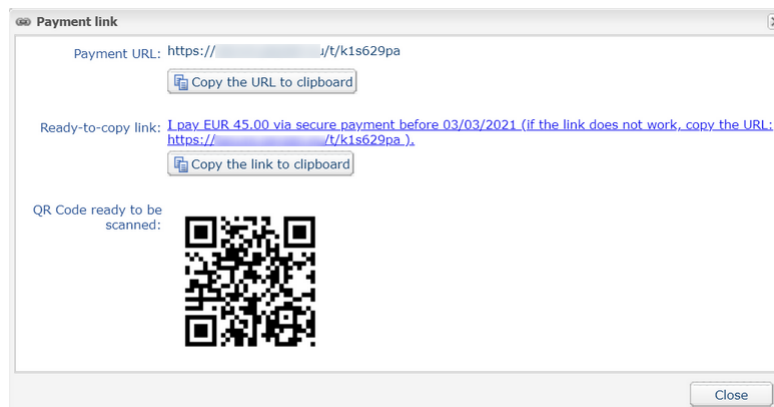 Payment link
Payment URL: https:// /t/k1s629pa
Copy the URL to clipboard
Ready-to-copy link: I pay EUR 45.00 via secure payment before 03/03/2021 (if the link does not work, copy the URL:
https:// /t/k1s629pa ).
Copy the link to clipboard
QR Code ready to be
scanned:
Close